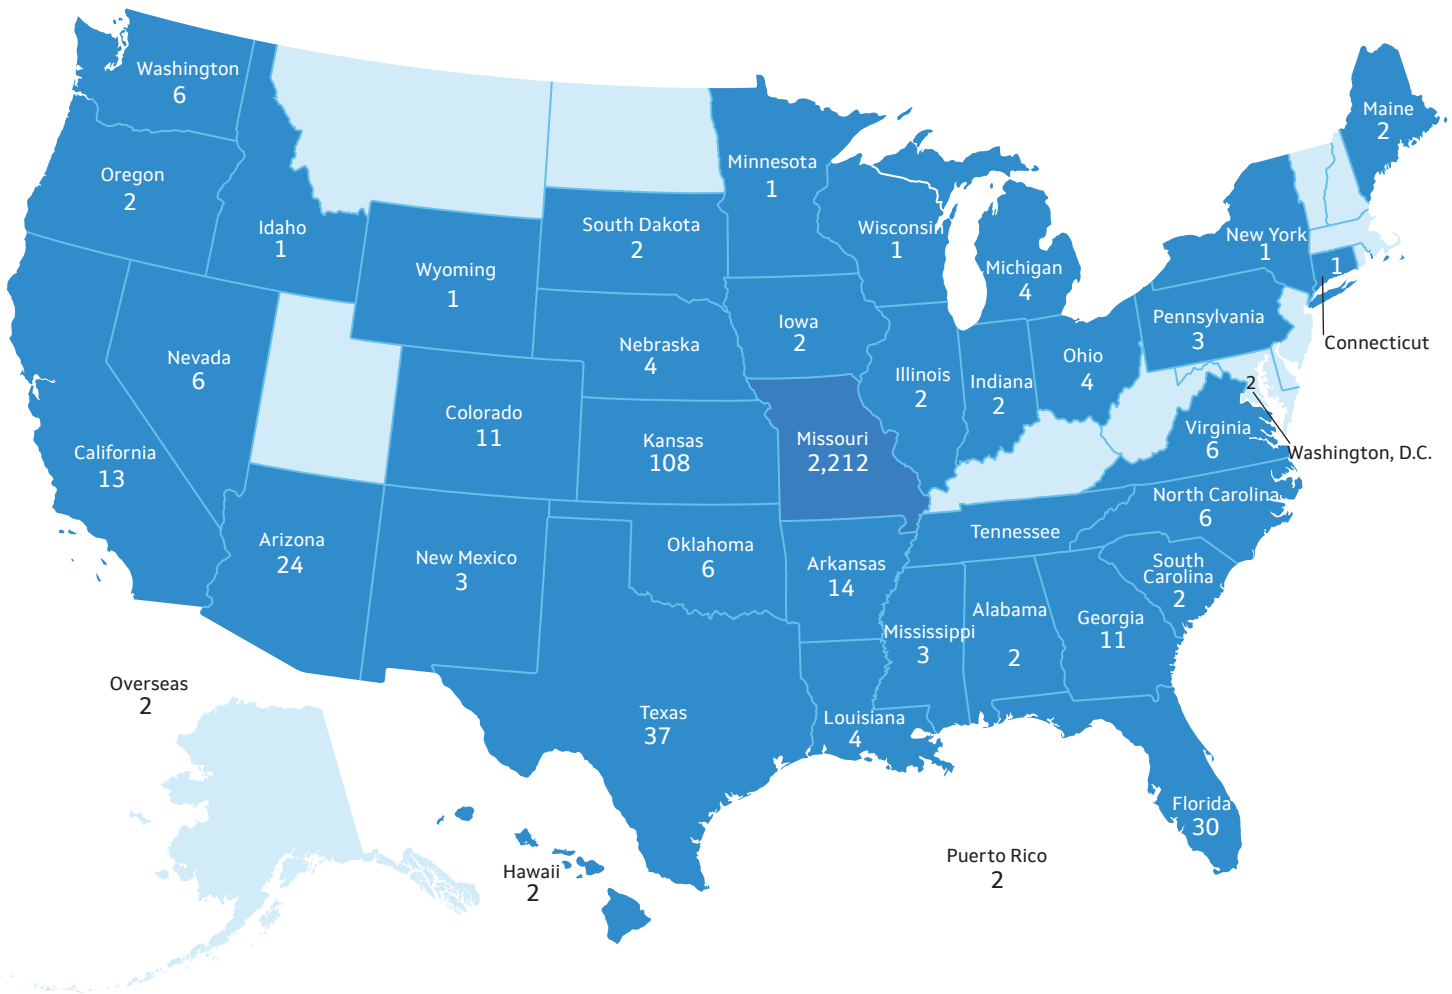 Washington
6
Oregon
2
Idaho
1
Wyoming
1
South Dakota
2
Minnesota
1
Wisconsin
1
Michigan
4
New York
1
Maine
2
1
Connecticut
Pennsylvania
3
Ohio
4
Indiana
2
Illinois
2
Iowa
2
Nebraska
4
Nevada
6
California
13
Colorado
11
Kansas
108
Missouri
2,212
Virginia
6
2
Washington, D.C.
North Carolina
6
Tennessee
South
Carolina
2
Arizona
24
New Mexico
3
Oklahoma
6
Arkansas
14
Mississippi
3
Alabama
2
Georgia
11
Texas
37
Louisiana
4
Florida
30
Overseas
2
Hawaii
2
Puerto Rico
2